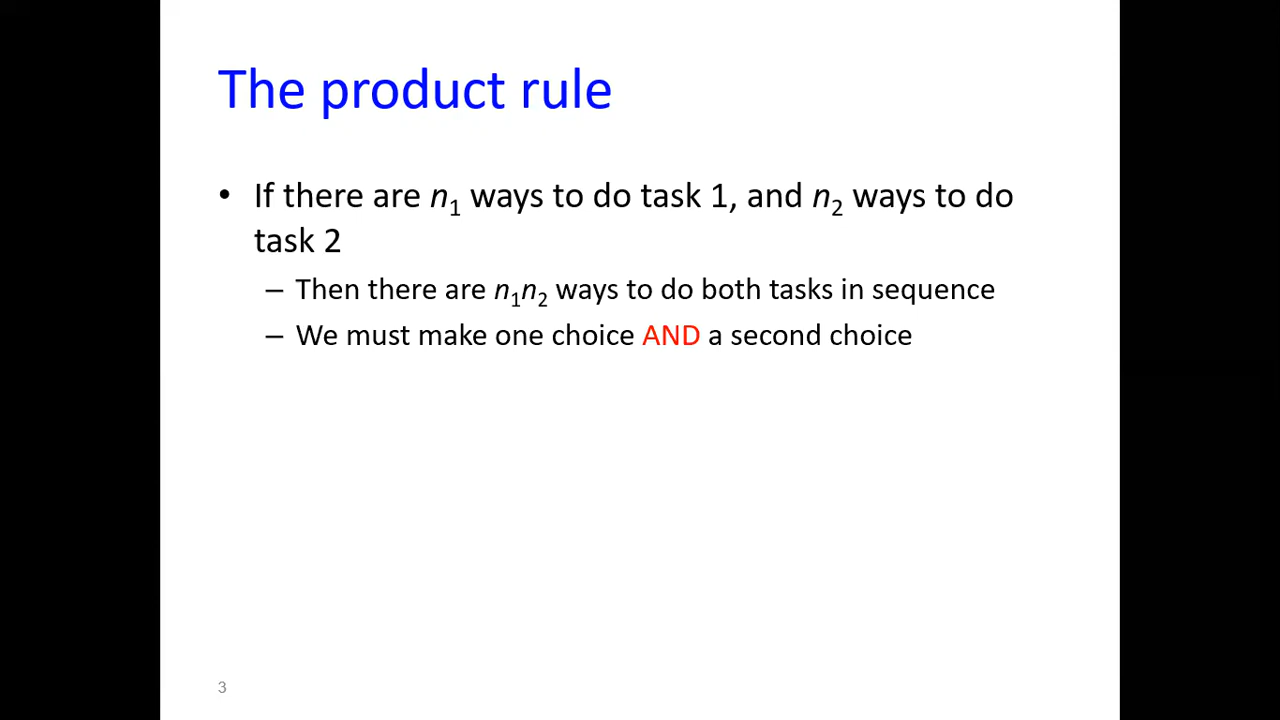 The product rule
• If there are n₁ ways to do task 1, and n₂ ways to do
task 2
– Then there are n₁n₂ ways to do both tasks in sequence
– We must make one choice AND a second choice
3